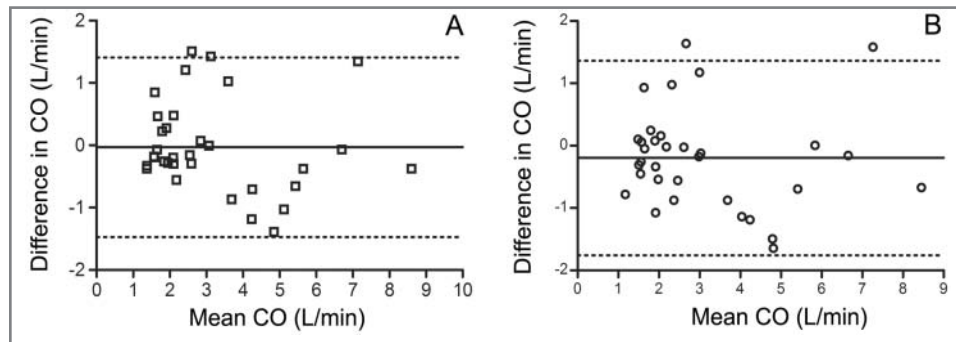 A
Difference in CO (L/min)
2
1
0
-1
-2
0 1 2 3 4 5 6 7 8 9 10
Mean CO (L/min)
B
Difference in CO (L/min)
2
1
0
-1
-2
0 1 2 3 4 5 6 7 8 9
Mean CO (L/min)